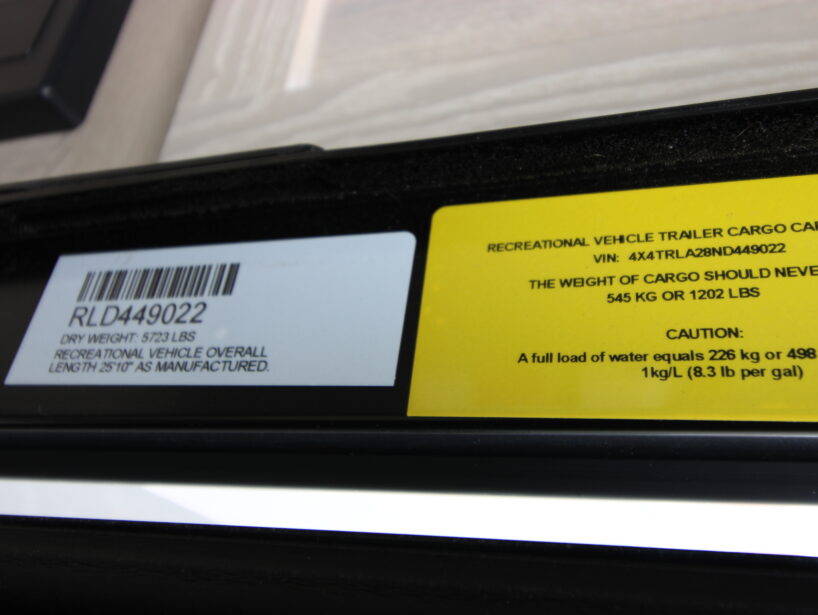 RLD449022
DRY WEIGHT: 5723 LBS
RECREATIONAL VEHICLE OVERALL
LENGTH 25'10" AS MANUFACTURED.
RECREATIONAL VEHICLE TRAILER CARGO
VIN: 4X4TRLA28ND449022
THE WEIGHT OF CARGO SHOULD NEVE
545 KG OR 1202 LBS
CAUTION:
A full load of water equals 226 kg or 498
1kg/L (8.3 lb per gal)